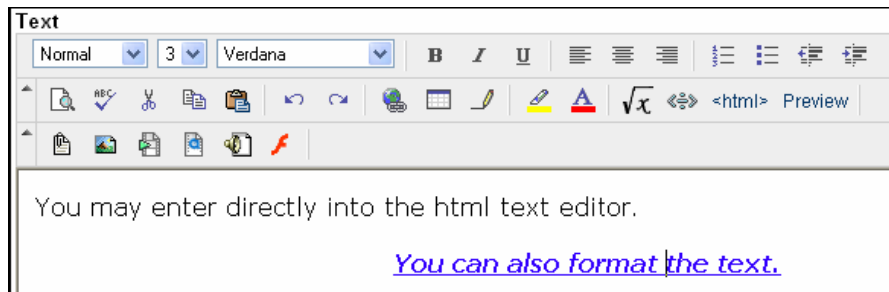 Text
Normal 3 Verdana B I U
ABC √x <html> Preview
You may enter directly into the html text editor.
You can also format the text.